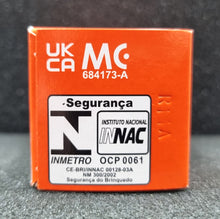 UK
CA
MC
684173-A
Segurança
INSTITUTO NACIONAL
INNAC
INMETRO
OCP 0061
CE-BRI/INNAC 00128-03A
NM 300/2002
Segurança do Brinquedo